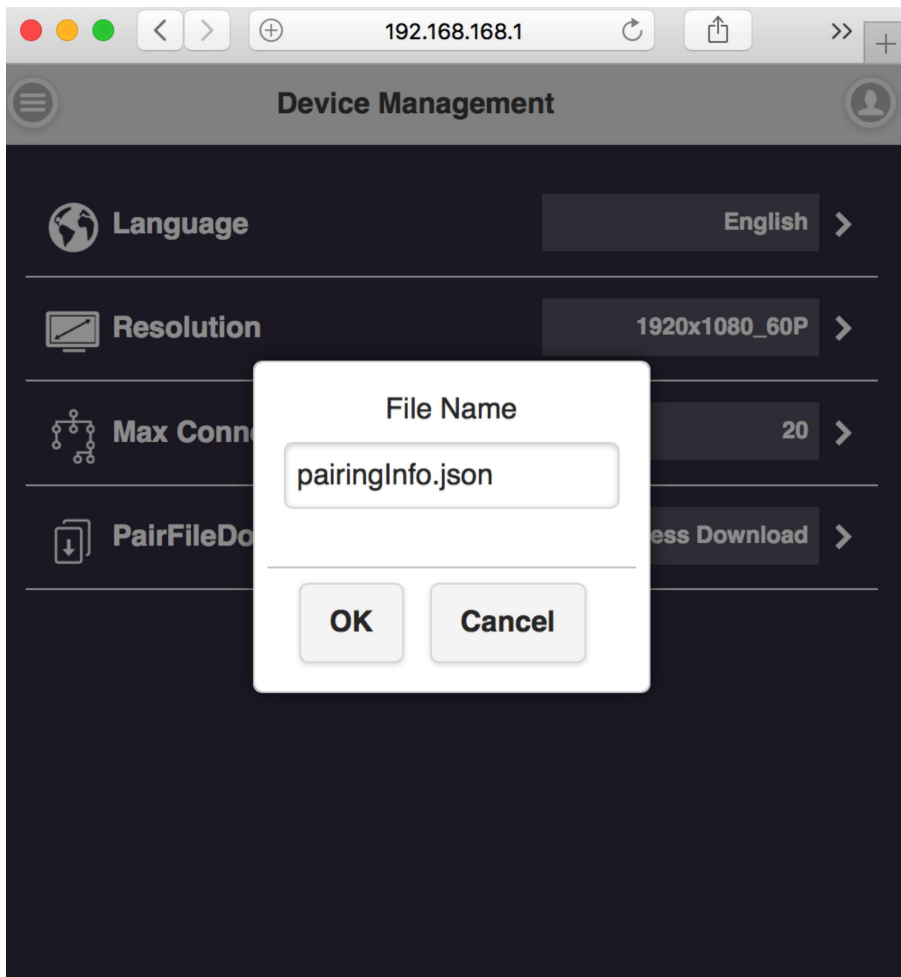 192.168.168.1
Device Management
Language English
Resolution 1920x1080_60P
File Name
Max Conn 20
pairingInfo.json
PairFileDo ess Download
OK Cancel